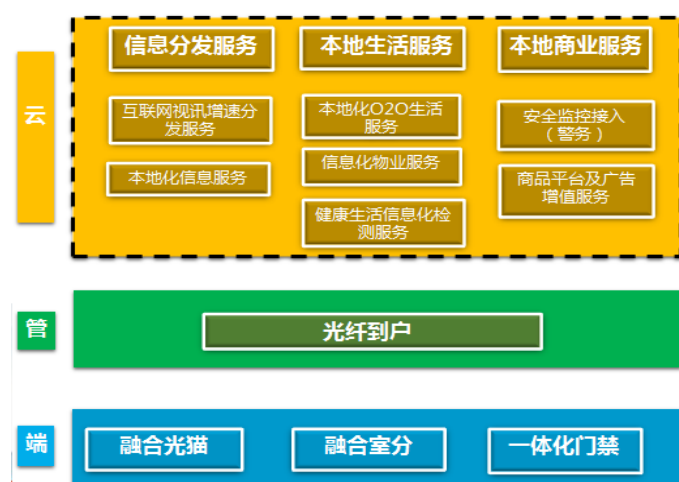 云
信息分发服务
本地生活服务
本地商业服务
互联网视讯增速分
发服务
本地化O2O生活
服务
安全监控接入
（警务）
本地化信息服务
信息化物业服务
商品平台及广告
增值服务
健康生活信息化检
测服务
管
光纤到户
端
融合光猫
融合室分
一体化门禁